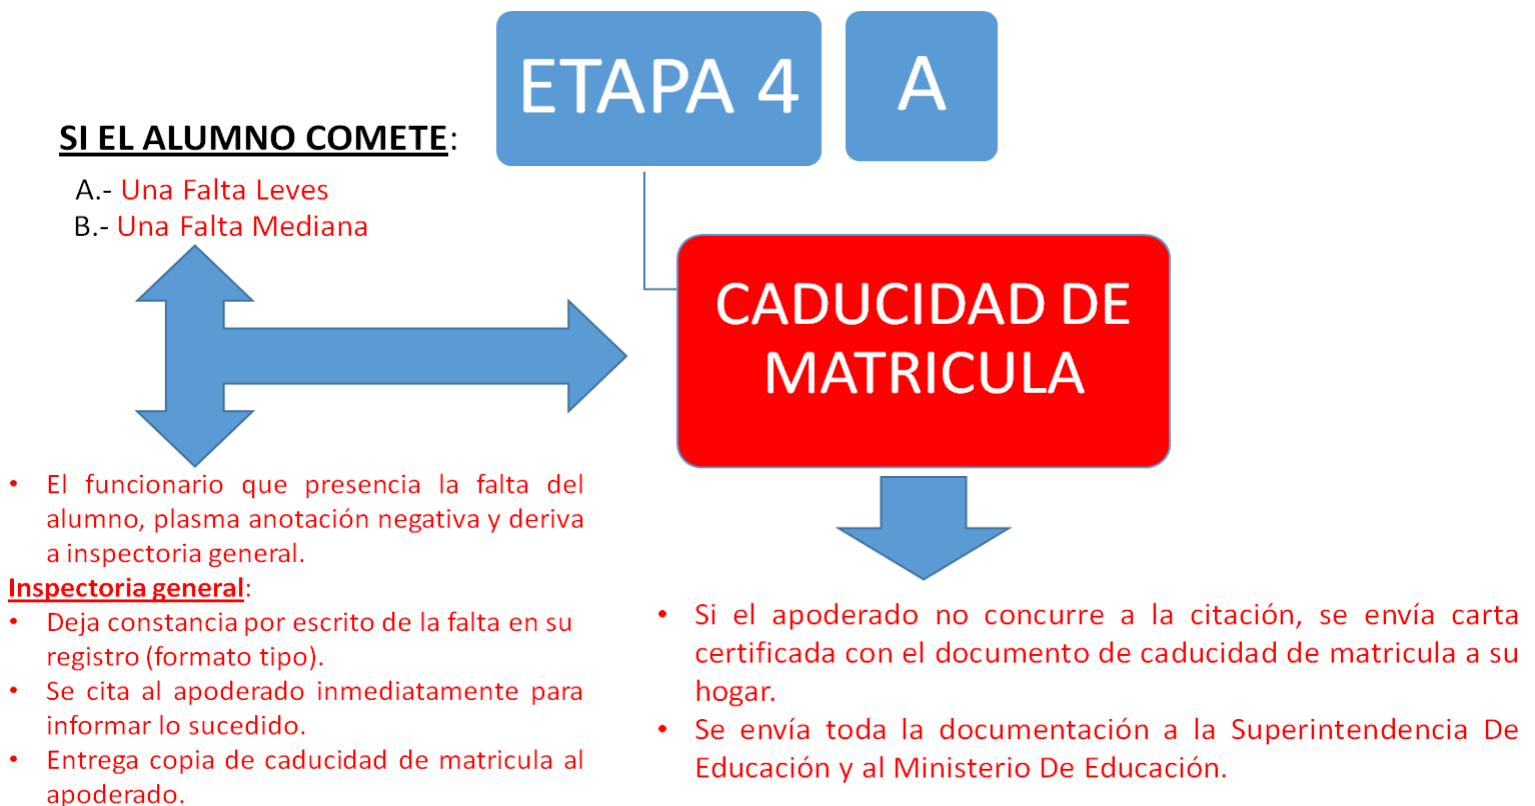 ETAPA 4
A
SI EL ALUMNO COMETE:
A.- Una Falta Leves
B.- Una Falta Mediana
CADUCIDAD DE
MATRICULA
• El funcionario que presencia la falta del
alumno, plasma anotación negativa y deriva
a inspectoria general.
Inspectoria general:
• Deja constancia por escrito de la falta en su
registro (formato tipo).
• Se cita al apoderado inmediatamente para
informar lo sucedido.
• Entrega copia de caducidad de matricula al
apoderado.
• Si el apoderado no concurre a la citación, se envía carta
certificada con el documento de caducidad de matricula a su
hogar.
• Se envía toda la documentación a la Superintendencia De
Educación y al Ministerio De Educación.